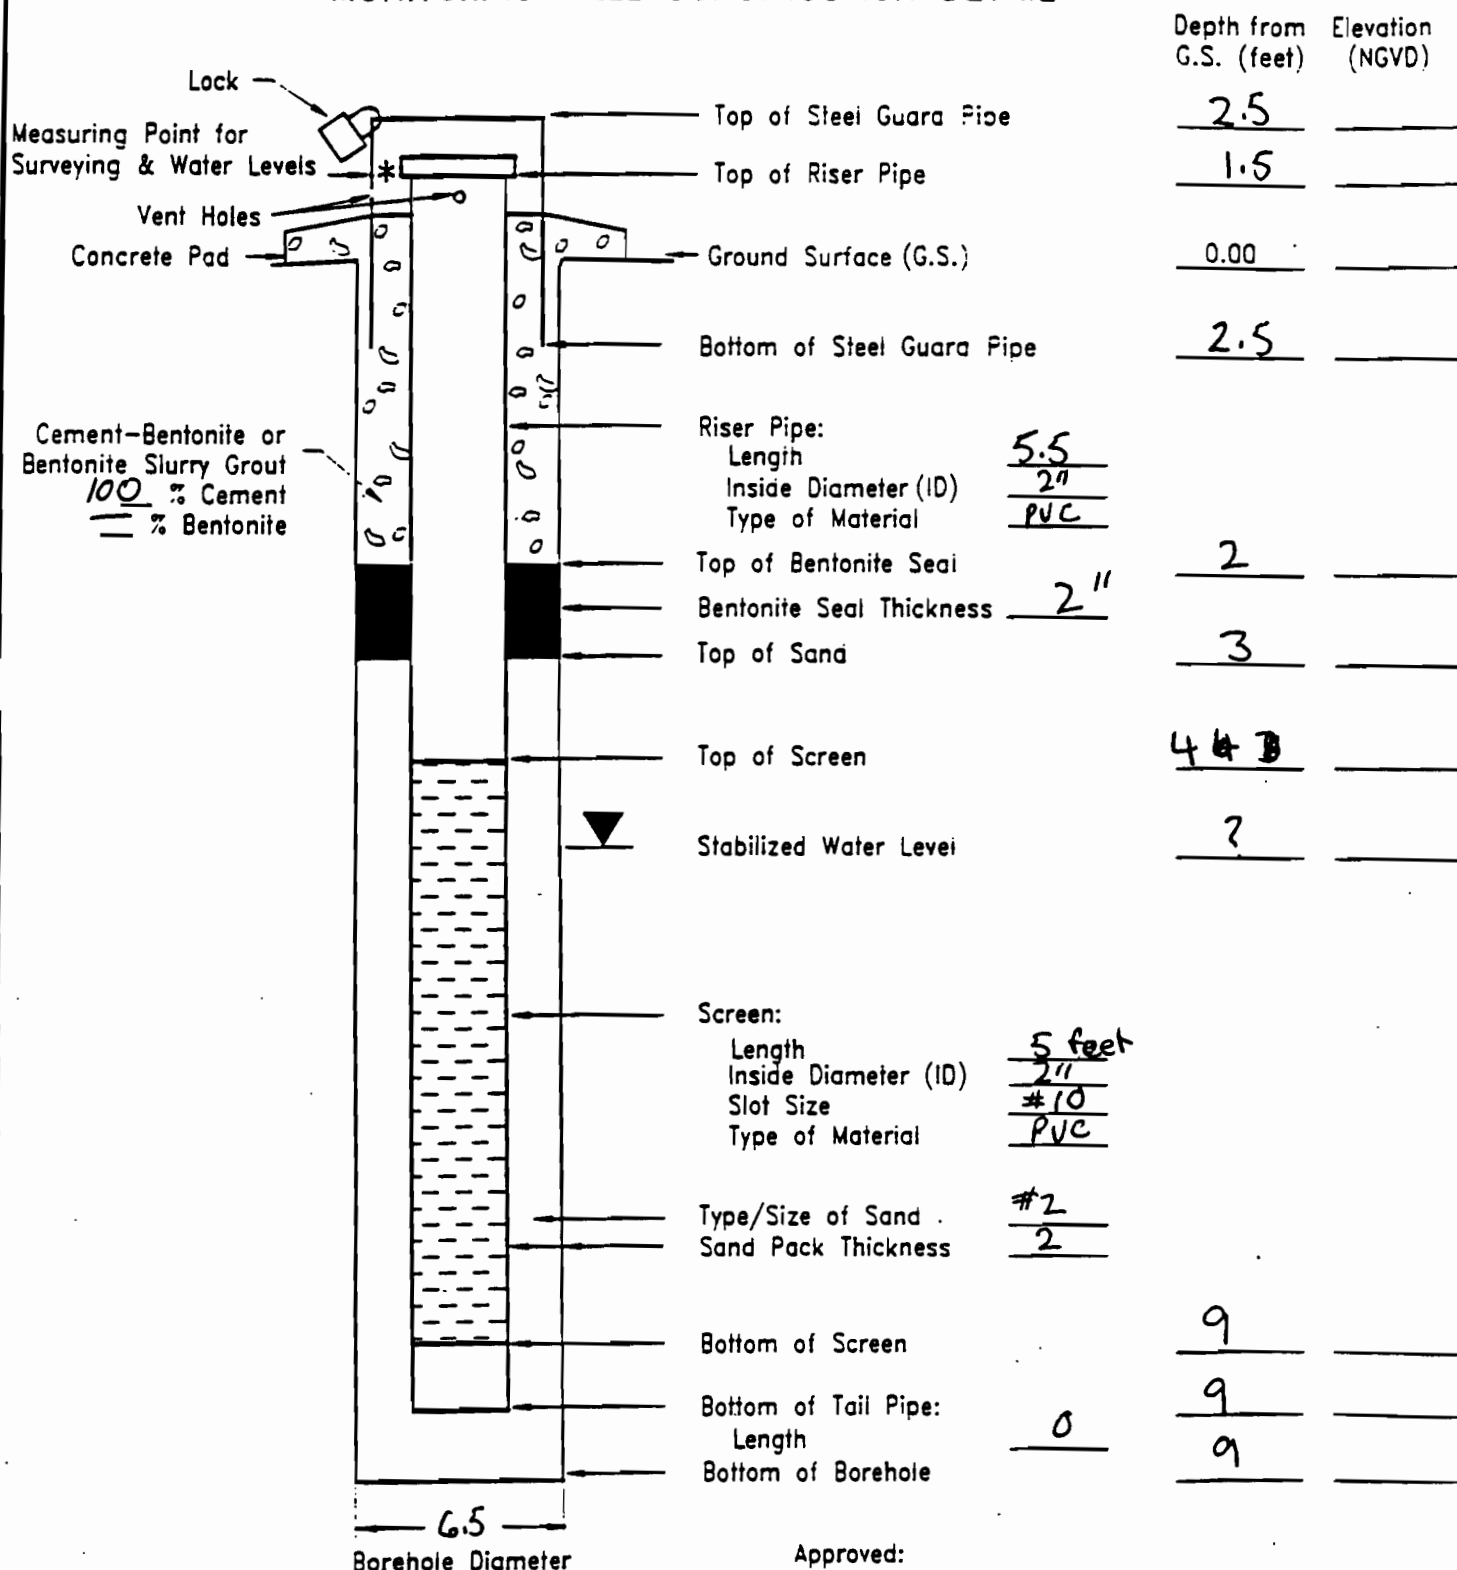 Depth from Elevation
G.S. (feet) (NGVD)
Lock
Top of Steel Guard Pipe 2.5
Measuring Point for
Surveying & Water Levels *
Top of Riser Pipe 1.5
Vent Holes
Concrete Pad
Ground Surface (G.S.) 0.00
Bottom of Steel Guard Pipe 2.5
Riser Pipe:
Length 5.5
Inside Diameter (ID) 2"
Type of Material PVC
Cement-Bentonite or
Bentonite Slurry Grout
100 % Cement
— % Bentonite
Top of Bentonite Seal 2
Bentonite Seal Thickness 2"
Top of Sand 3
Top of Screen 4
Stabilized Water Level ?
Screen:
Length 5 feet
Inside Diameter (ID) 2"
Slot Size #10
Type of Material PVC
Type/Size of Sand #2
Sand Pack Thickness 2
Bottom of Screen 9
Bottom of Tail Pipe: 9
Length 0
Bottom of Borehole 9
6.5
Borehole Diameter
Approved: